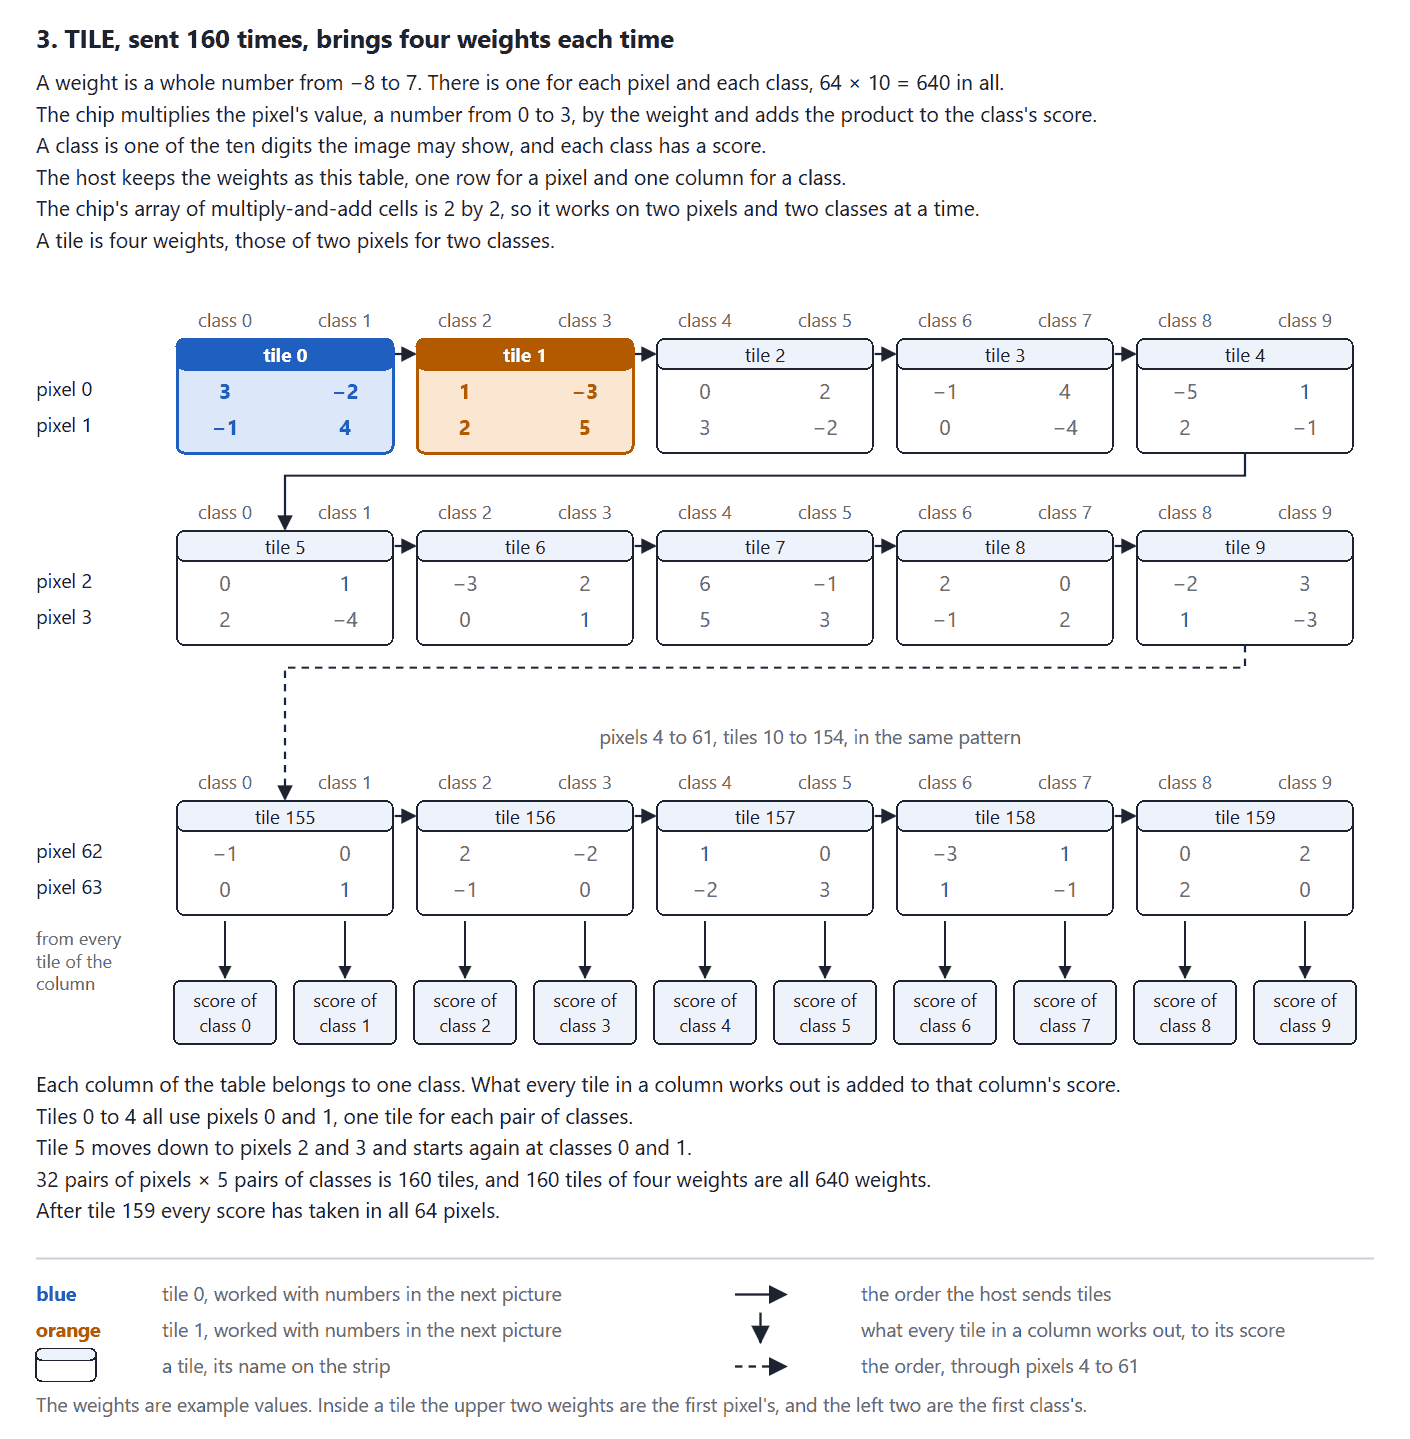 3. TILE, sent 160 times, brings four weights each time
A weight is a whole number from −8 to 7. There is one for each pixel and each class, 64 × 10 = 640 in all.
The chip multiplies the pixel's value, a number from 0 to 3, by the weight and adds the product to the class's score.
A class is one of the ten digits the image may show, and each class has a score.
The host keeps the weights as this table, one row for a pixel and one column for a class.
The chip's array of multiply-and-add cells is 2 by 2, so it works on two pixels and two classes at a time.
A tile is four weights, those of two pixels for two classes.
class 0 class 1 class 2 class 3 class 4 class 5 class 6 class 7 class 8 class 9
tile 0 tile 1 tile 2 tile 3 tile 4
pixel 0 3 −2 1 −3 0 2 −1 4 −5 1
pixel 1 −1 4 2 5 3 −2 0 −4 2 −1
class 0 class 1 class 2 class 3 class 4 class 5 class 6 class 7 class 8 class 9
tile 5 tile 6 tile 7 tile 8 tile 9
pixel 2 0 1 −3 2 6 −1 2 0 −2 3
pixel 3 2 −4 0 1 5 3 −1 2 1 −3
pixels 4 to 61, tiles 10 to 154, in the same pattern
class 0 class 1 class 2 class 3 class 4 class 5 class 6 class 7 class 8 class 9
tile 155 tile 156 tile 157 tile 158 tile 159
pixel 62 −1 0 2 −2 1 0 −3 1 0 2
pixel 63 0 1 −1 0 −2 3 1 −1 2 0
from every
tile of the
column
score of score of score of score of score of score of score of score of score of score of
class 0 class 1 class 2 class 3 class 4 class 5 class 6 class 7 class 8 class 9
Each column of the table belongs to one class. What every tile in a column works out is added to that column's score.
Tiles 0 to 4 all use pixels 0 and 1, one tile for each pair of classes.
Tile 5 moves down to pixels 2 and 3 and starts again at classes 0 and 1.
32 pairs of pixels × 5 pairs of classes is 160 tiles, and 160 tiles of four weights are all 640 weights.
After tile 159 every score has taken in all 64 pixels.
blue tile 0, worked with numbers in the next picture the order the host sends tiles
orange tile 1, worked with numbers in the next picture what every tile in a column works out, to its score
a tile, its name on the strip the order, through pixels 4 to 61
The weights are example values. Inside a tile the upper two weights are the first pixel's, and the left two are the first class's.